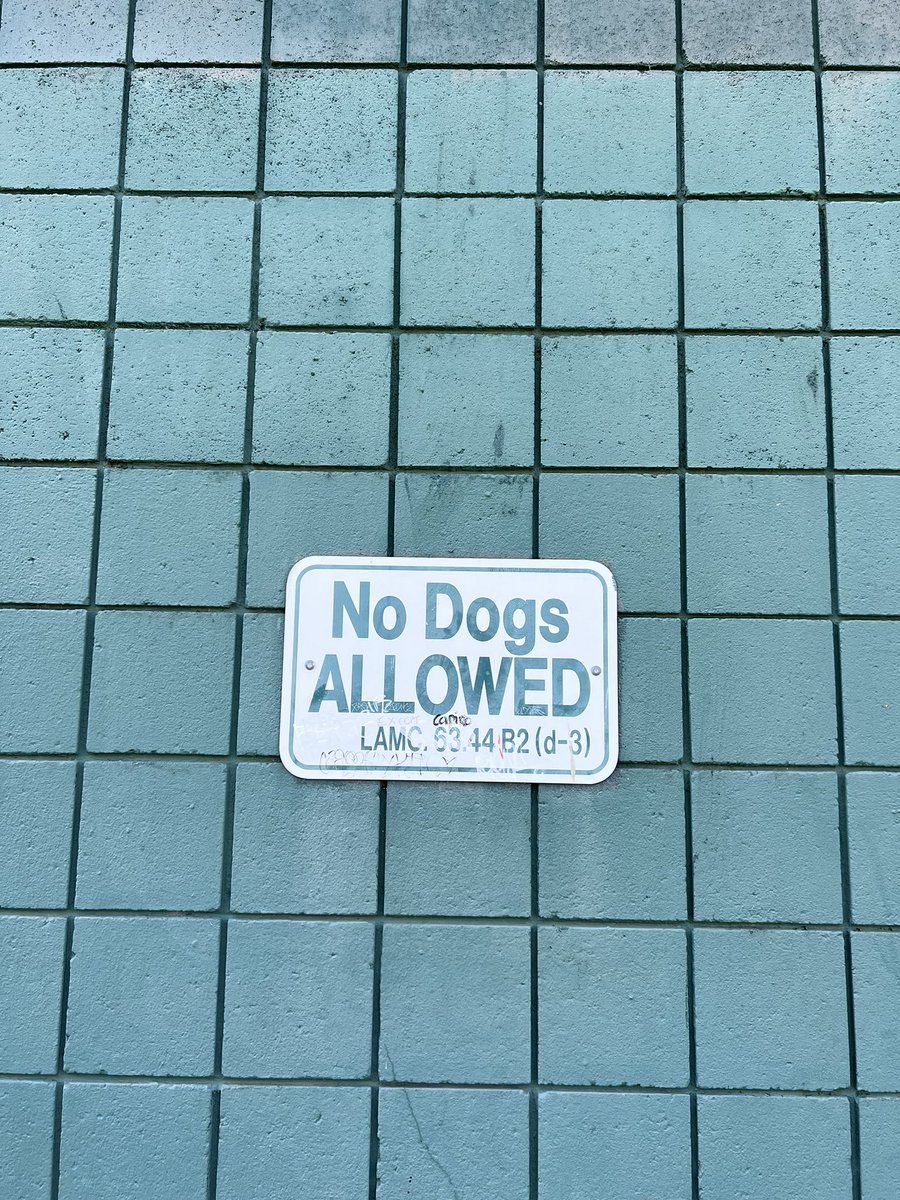 No Dogs
ALLOWED
LAMC. 63.44 B2 (d-3)